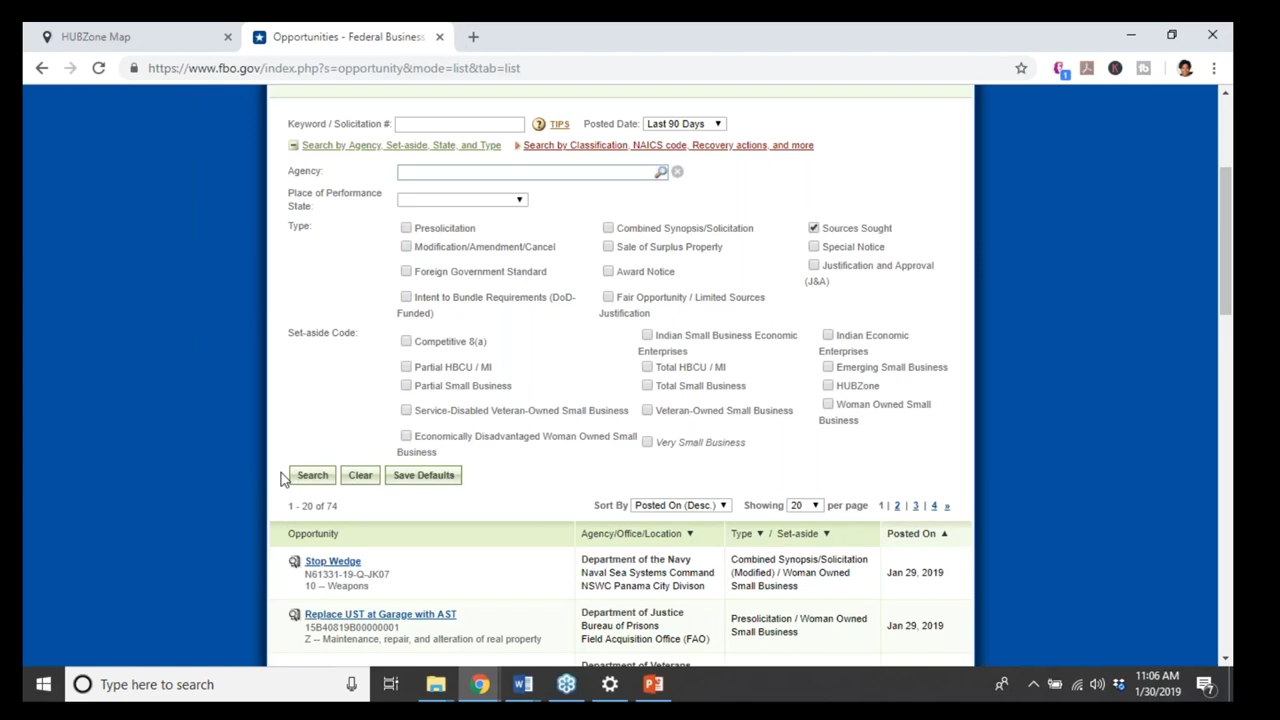 HUBZone Map
Opportunities - Federal Business
https://www.fbo.gov/index.php?s=opportunity&mode=list&tab=list
1
Keyword / Solicitation #:
TIPS
Posted Date:
Last 90 Days
Search by Agency, Set-aside, State, and Type
Search by Classification, NAICS code, Recovery actions, and more
Agency:
Place of Performance
State:
Type:
Presolicitation
Combined Synopsis/Solicitation
Sources Sought
Modification/Amendment/Cancel
Sale of Surplus Property
Special Notice
Foreign Government Standard
Award Notice
Justification and Approval
(J&A)
Intent to Bundle Requirements (DoD-
Funded)
Fair Opportunity / Limited Sources
Justification
Set-aside Code:
Competitive 8(a)
Indian Small Business Economic
Enterprises
Indian Economic
Enterprises
Partial HBCU / MI
Total HBCU / MI
Emerging Small Business
Partial Small Business
Total Small Business
HUBZone
Service-Disabled Veteran-Owned Small Business
Veteran-Owned Small Business
Woman Owned Small
Business
Economically Disadvantaged Woman Owned Small
Business
Very Small Business
Search
Clear
Save Defaults
1 - 20 of 74
Sort By
Posted On (Desc.)
Showing
20
per page
1 | 2 | 3 | 4 »
Opportunity
Agency/Office/Location
Type / Set-aside
Posted On
Stop Wedge
N61331-19-Q-JK07
10 -- Weapons
Department of the Navy
Naval Sea Systems Command
NSWC Panama City Divison
Combined Synopsis/Solicitation
(Modified) / Woman Owned
Small Business
Jan 29, 2019
Replace UST at Garage with AST
15B40819B00000001
Z -- Maintenance, repair, and alteration of real property
Department of Justice
Bureau of Prisons
Field Acquisition Office (FAO)
Presolicitation / Woman Owned
Small Business
Jan 29, 2019
Department of Veterans
Type here to search
11:06 AM
1/30/2019
7